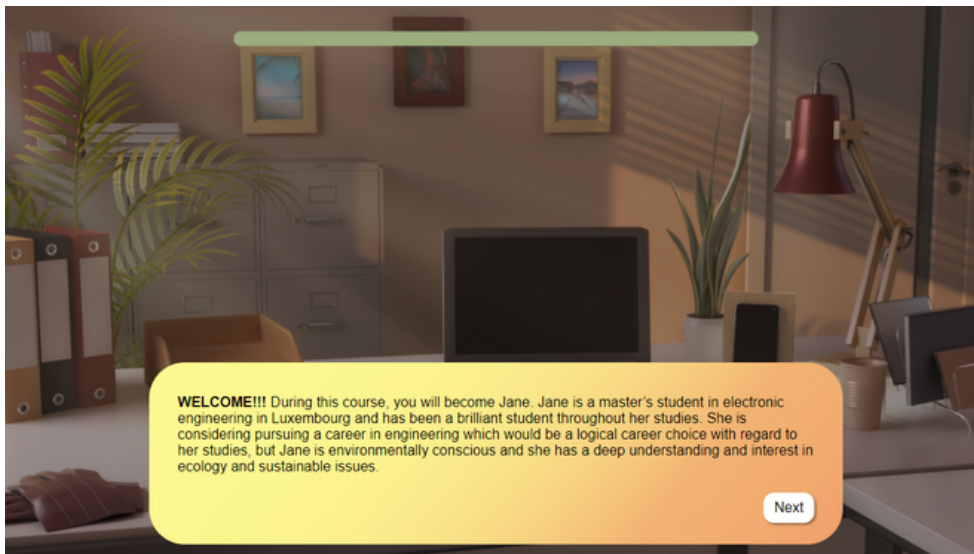 WELCOME!!! During this course, you will become Jane. Jane is a master's student in electronic
engineering in Luxembourg and has been a brilliant student throughout her studies. She is
considering pursuing a career in engineering which would be a logical career choice with regard to
her studies, but Jane is environmentally conscious and she has a deep understanding and interest in
ecology and sustainable issues.
Next